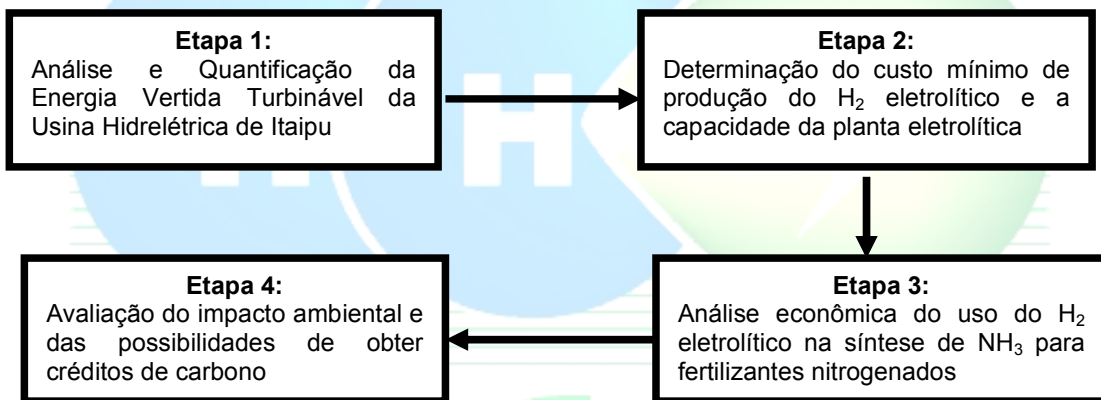 Etapa 1:
Análise e Quantificação da
Energia Vertida Turbinável da
Usina Hidrelétrica de Itaipu
Etapa 2:
Determinação do custo mínimo de
produção do H₂ eletrolítico e a
capacidade da planta eletrolítica
Etapa 3:
Análise econômica do uso do H₂
eletrolítico na síntese de NH₃ para
fertilizantes nitrogenados
Etapa 4:
Avaliação do impacto ambiental e
das possibilidades de obter
créditos de carbono
H
H